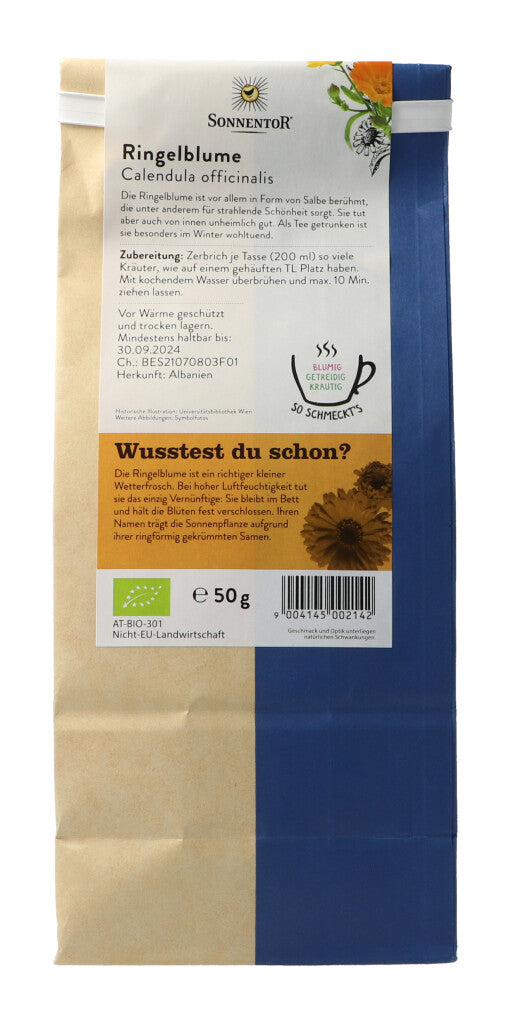 SONNENTOR®
Ringelblume
Calendula officinalis
Die Ringelblume ist vor allem in Form von Salbe berühmt,
die unter anderem für strahlende Schönheit sorgt. Sie tut
aber auch von innen unheimlich gut. Als Tee getrunken ist
sie besonders im Winter wohltuend.
Zubereitung: Zerbrich je Tasse (200 ml) so viele
Kräuter, wie auf einem gehäuften TL Platz haben.
Mit kochendem Wasser überbrühen und max. 10 Min.
ziehen lassen.
Vor Wärme geschützt
und trocken lagern.
Mindestens haltbar bis:
30.09.2024
Ch.: BES21070803F01
Herkunft: Albanien
BLUMIG
GETREIDIG
KRAUTIG
SO SCHMECKT'S
Historische Illustration: Universitätsbibliothek Wien
Weitere Abbildungen: Symbolfotos
Wusstest du schon?
Die Ringelblume ist ein richtiger kleiner
Wetterfrosch. Bei hoher Luftfeuchtigkeit tut
sie das einzig Vernünftige: Sie bleibt im Bett
und hält die Blüten fest verschlossen. Ihren
Namen trägt die Sonnenpflanze aufgrund
ihrer ringförmig gekrümmten Samen.
℮ 50 g
AT-BIO-301
Nicht-EU-Landwirtschaft
9 004145 002142
Geschmack und Optik unterliegen
natürlichen Schwankungen.